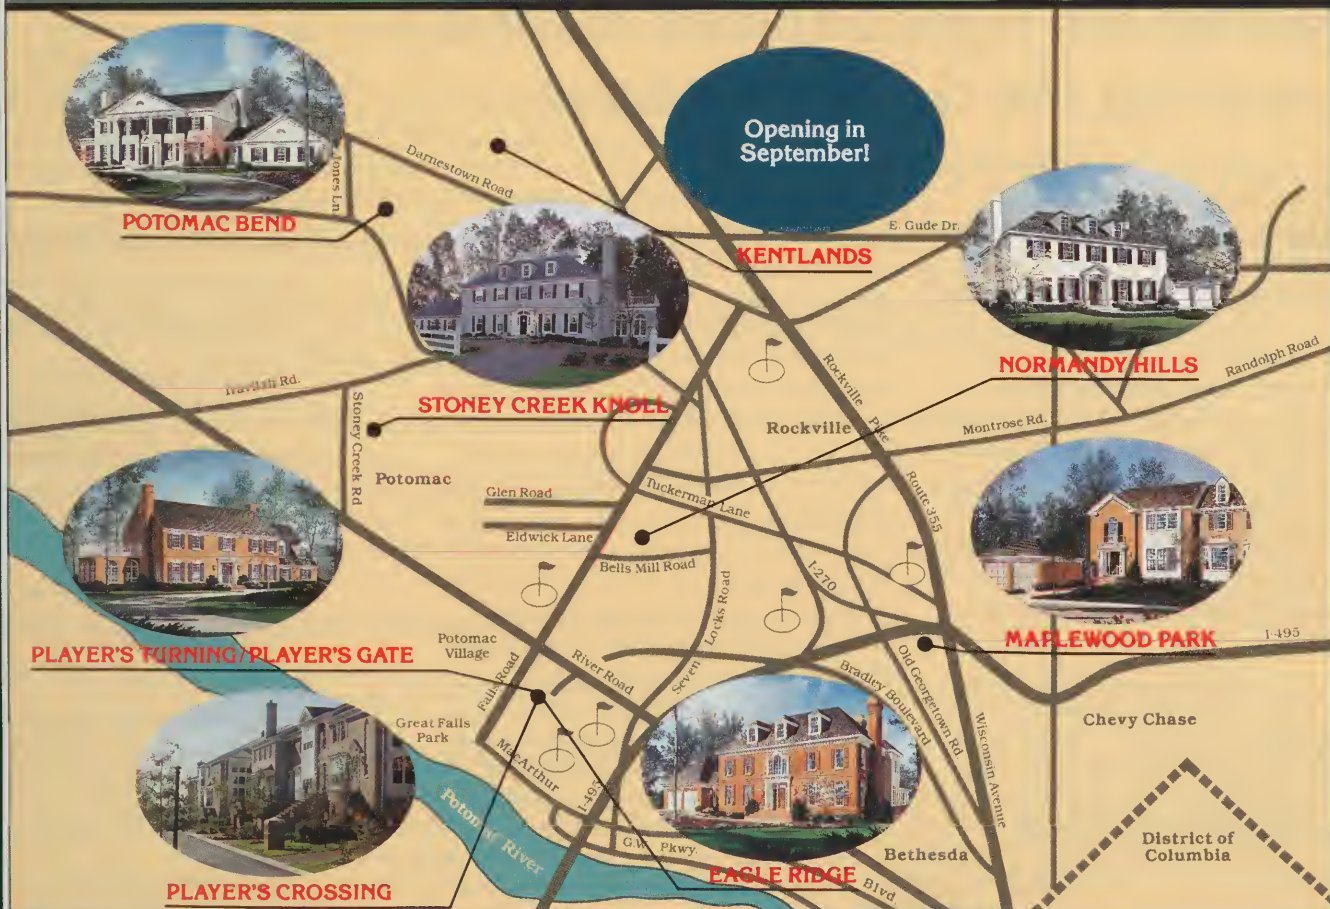 Opening in
September!
Jones Ln.
Darnestown Road
POTOMAC BEND
E. Gude Dr.
KENTLANDS
NORMANDY HILLS
Randolph Road
Travilah Rd.
Stoney Creek Rd
STONEY CREEK KNOLL
Rockville Pike
Rockville
Montrose Rd.
Potomac
Glen Road
Tuckerman Lane
Route 355
Eldwick Lane
Bells Mill Road
I-270
Seven Locks Road
Potomac
Village
PLAYER'S TURNING/PLAYER'S GATE
MAPLEWOOD PARK
I-495
Falls Road
River Road
Bradley Boulevard
Old Georgetown Rd.
Wisconsin Avenue
Great Falls
Park
Chevy Chase
MacArthur
I-495
Potomac River
G.W. Pkwy.
Bethesda
District of
Columbia
EAGLE RIDGE
Blvd.
PLAYER'S CROSSING